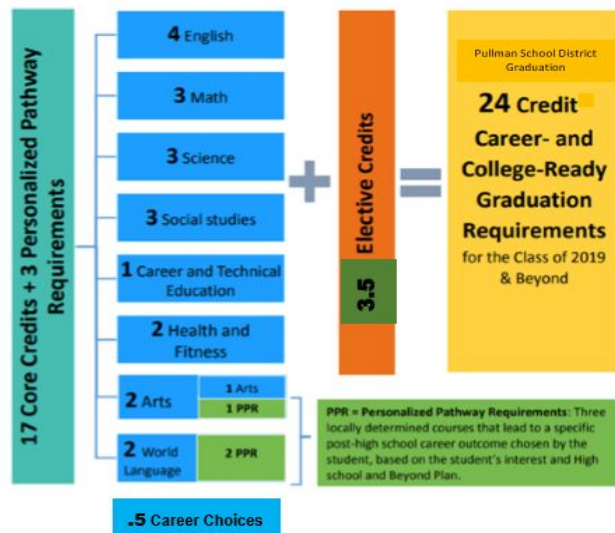 17 Core Credits + 3 Personalized Pathway
Requirements
4 English
3 Math
3 Science
3 Social studies
1 Career and Technical
Education
2 Health and
Fitness
2 Arts
1 Arts
1 PPR
2 World
Language
2 PPR
.5 Career Choices
+
3.5 Elective Credits
=
Pullman School District
Graduation
24 Credit
Career- and
College-Ready
Graduation
Requirements
for the Class of 2019
& Beyond
PPR = Personalized Pathway Requirements: Three
locally determined courses that lead to a specific
post-high school career outcome chosen by the
student, based on the student's interest and High
school and Beyond Plan.